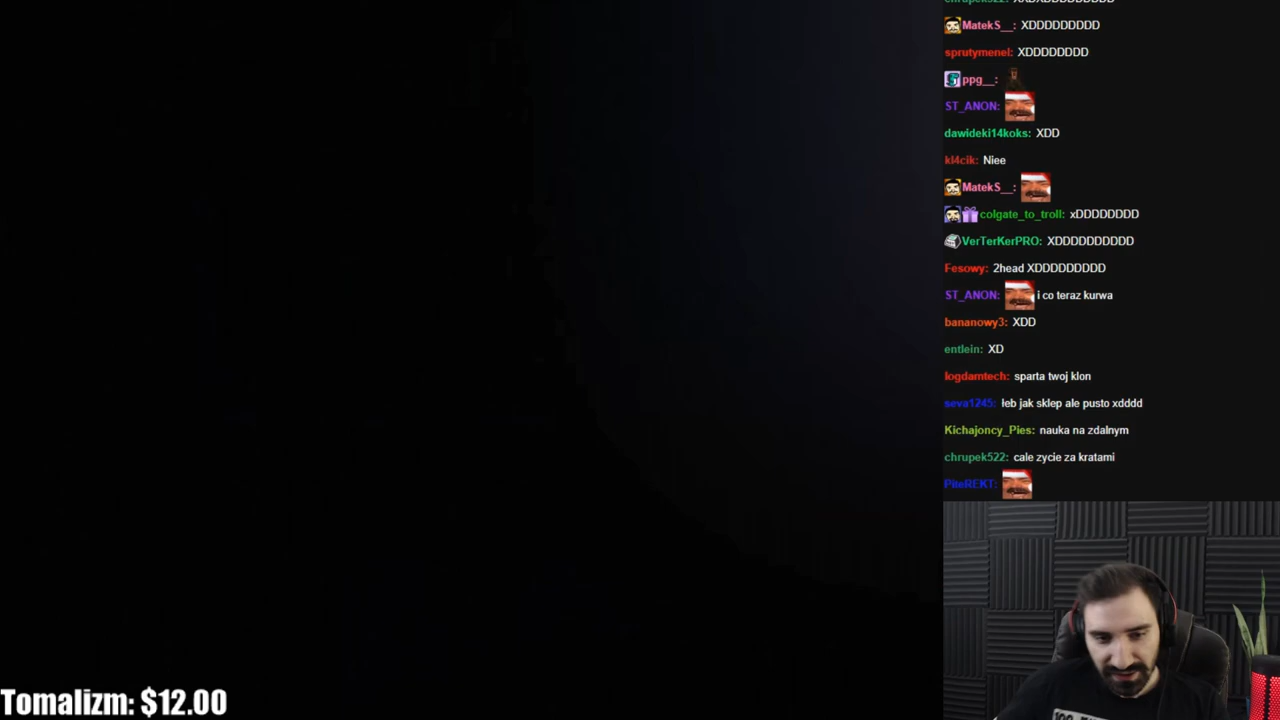 MatekS__: XDDDDDDDDD
sprutymenel: XDDDDDDDD
ppg__:
ST_ANON:
dawideki14koks: XDD
kl4cik: Niee
MatekS__:
colgate_to_troll: xDDDDDDDD
VerTerKerPRO: XDDDDDDDDDD
Fesowy: 2head XDDDDDDDDD
ST_ANON: i co teraz kurwa
bananowy3: XDD
entlein: XD
logdamtech: sparta twoj klon
seva1245: łeb jak sklep ale pusto xdddd
Kichajoncy_Pies: nauka na zdalnym
chrupek522: cale zycie za kratami
PiteREKT:
Tomalizm: $12.00